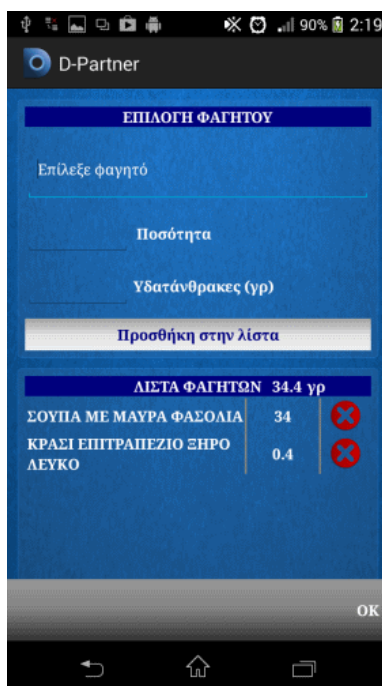 90% 2:19
D-Partner
ΕΠΙΛΟΓΗ ΦΑΓΗΤΟΥ
Επίλεξε φαγητό
Ποσότητα
Υδατάνθρακες (γρ)
Προσθήκη στην λίστα
ΛΙΣΤΑ ΦΑΓΗΤΩΝ 34.4 γρ
ΣΟΥΠΑ ΜΕ ΜΑΥΡΑ ΦΑΣΟΛΙΑ 34
ΚΡΑΣΙ ΕΠΙΤΡΑΠΕΖΙΟ ΞΗΡΟ
ΛΕΥΚΟ 0.4
OK